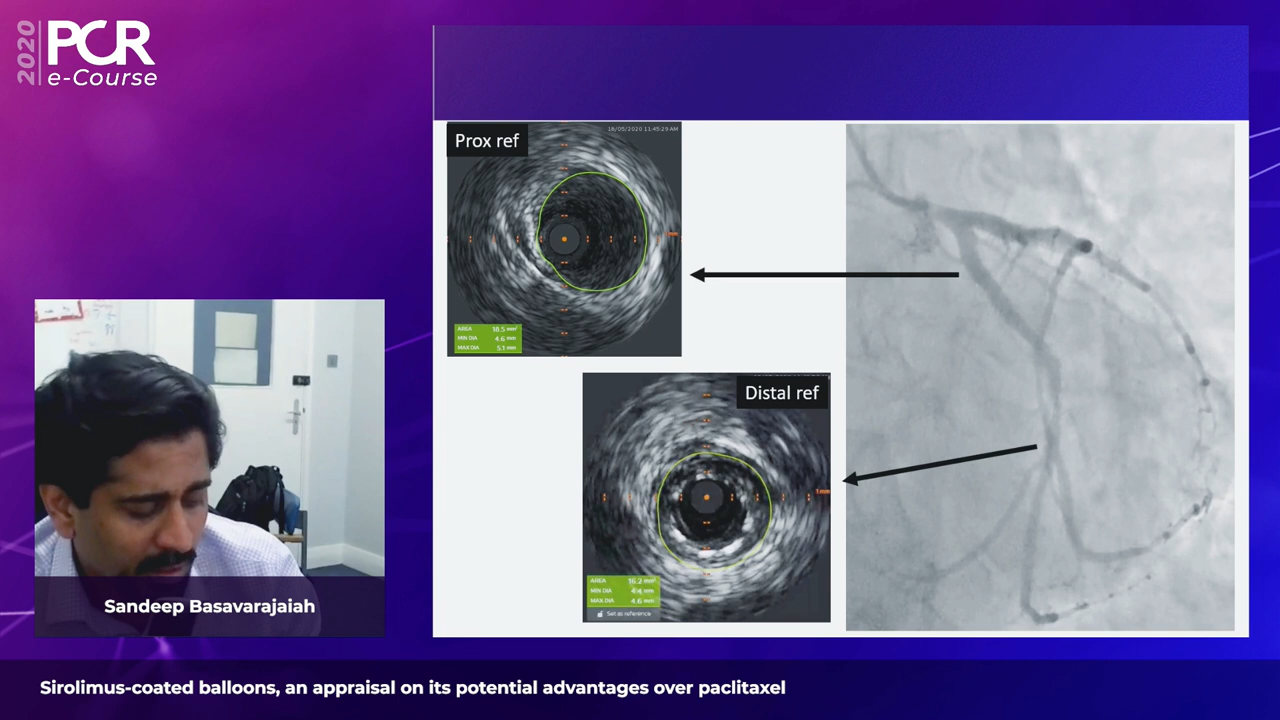 2020
PCR
e-Course
Prox ref
18/05/2020 11:45:29 AM
mm
AREA 18.5 mm²
MIN DIA 4.6 mm
MAX DIA 5.1 mm
Distal ref
1mm
AREA 16.2 mm²
MIN DIA 4.4 mm
MAX DIA 4.6 mm
Set as reference
Sandeep Basavarajaiah
Sirolimus-coated balloons, an appraisal on its potential advantages over paclitaxel